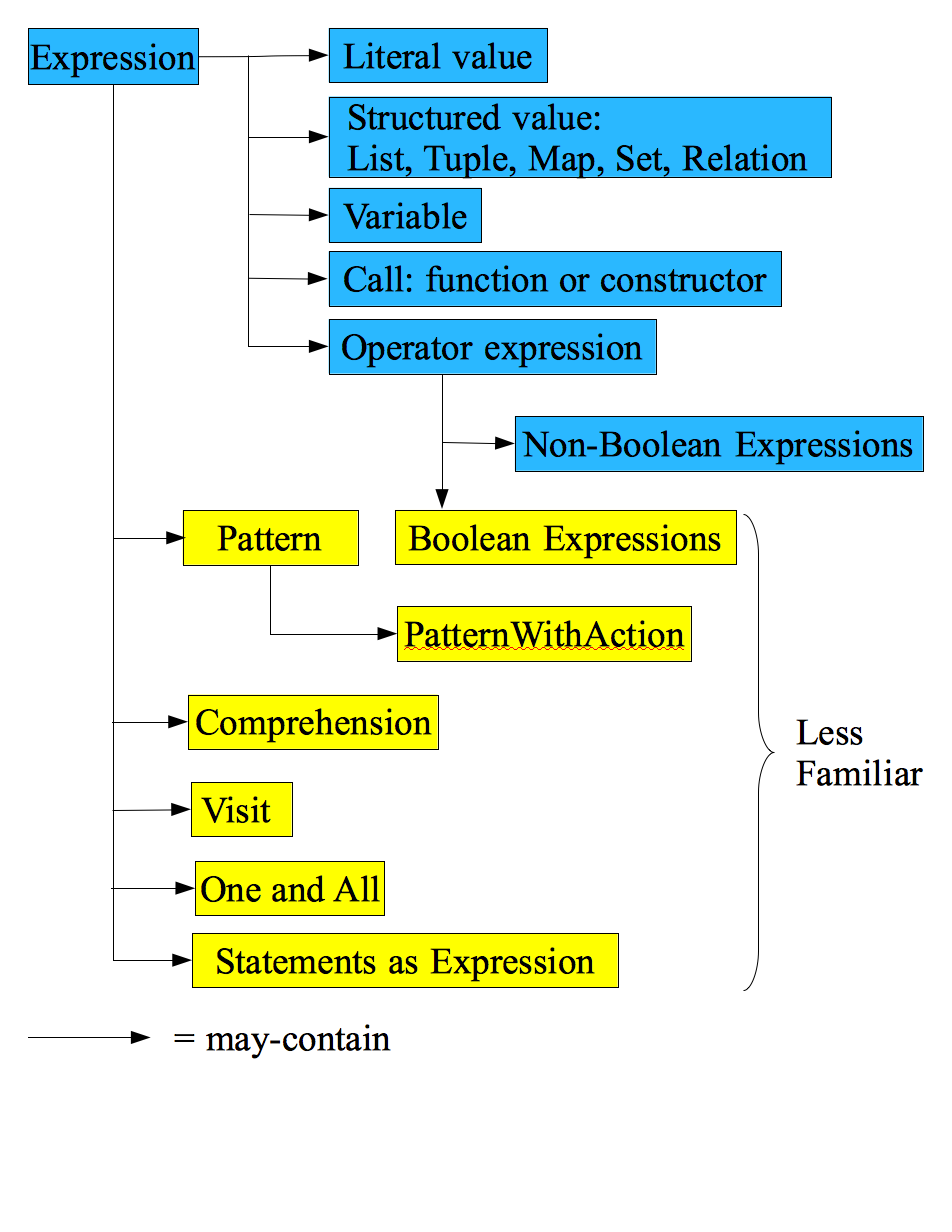 Expression
Literal value
Structured value:
List, Tuple, Map, Set, Relation
Variable
Call: function or constructor
Operator expression
Non-Boolean Expressions
Pattern
Boolean Expressions
PatternWithAction
Comprehension
Less
Familiar
Visit
One and All
Statements as Expression
= may-contain